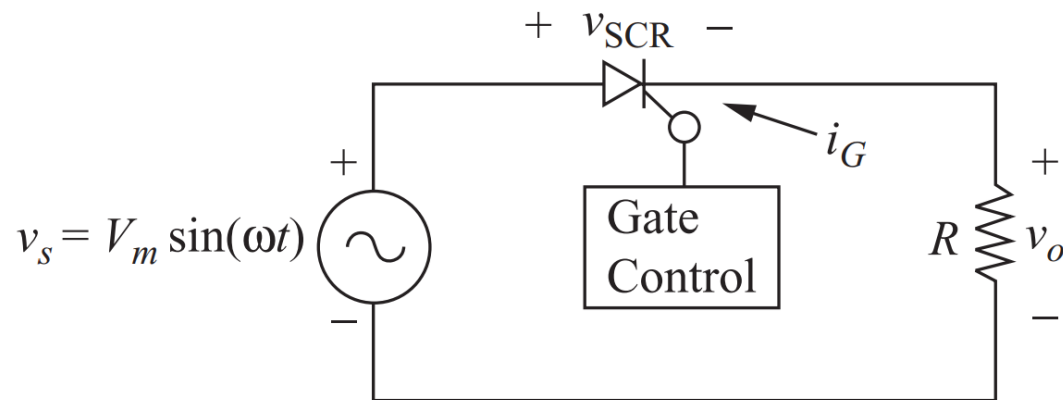 + v_SCR −
i_G
+
v_s = V_m sin(ωt)
−
Gate
Control
+
R v_o
−